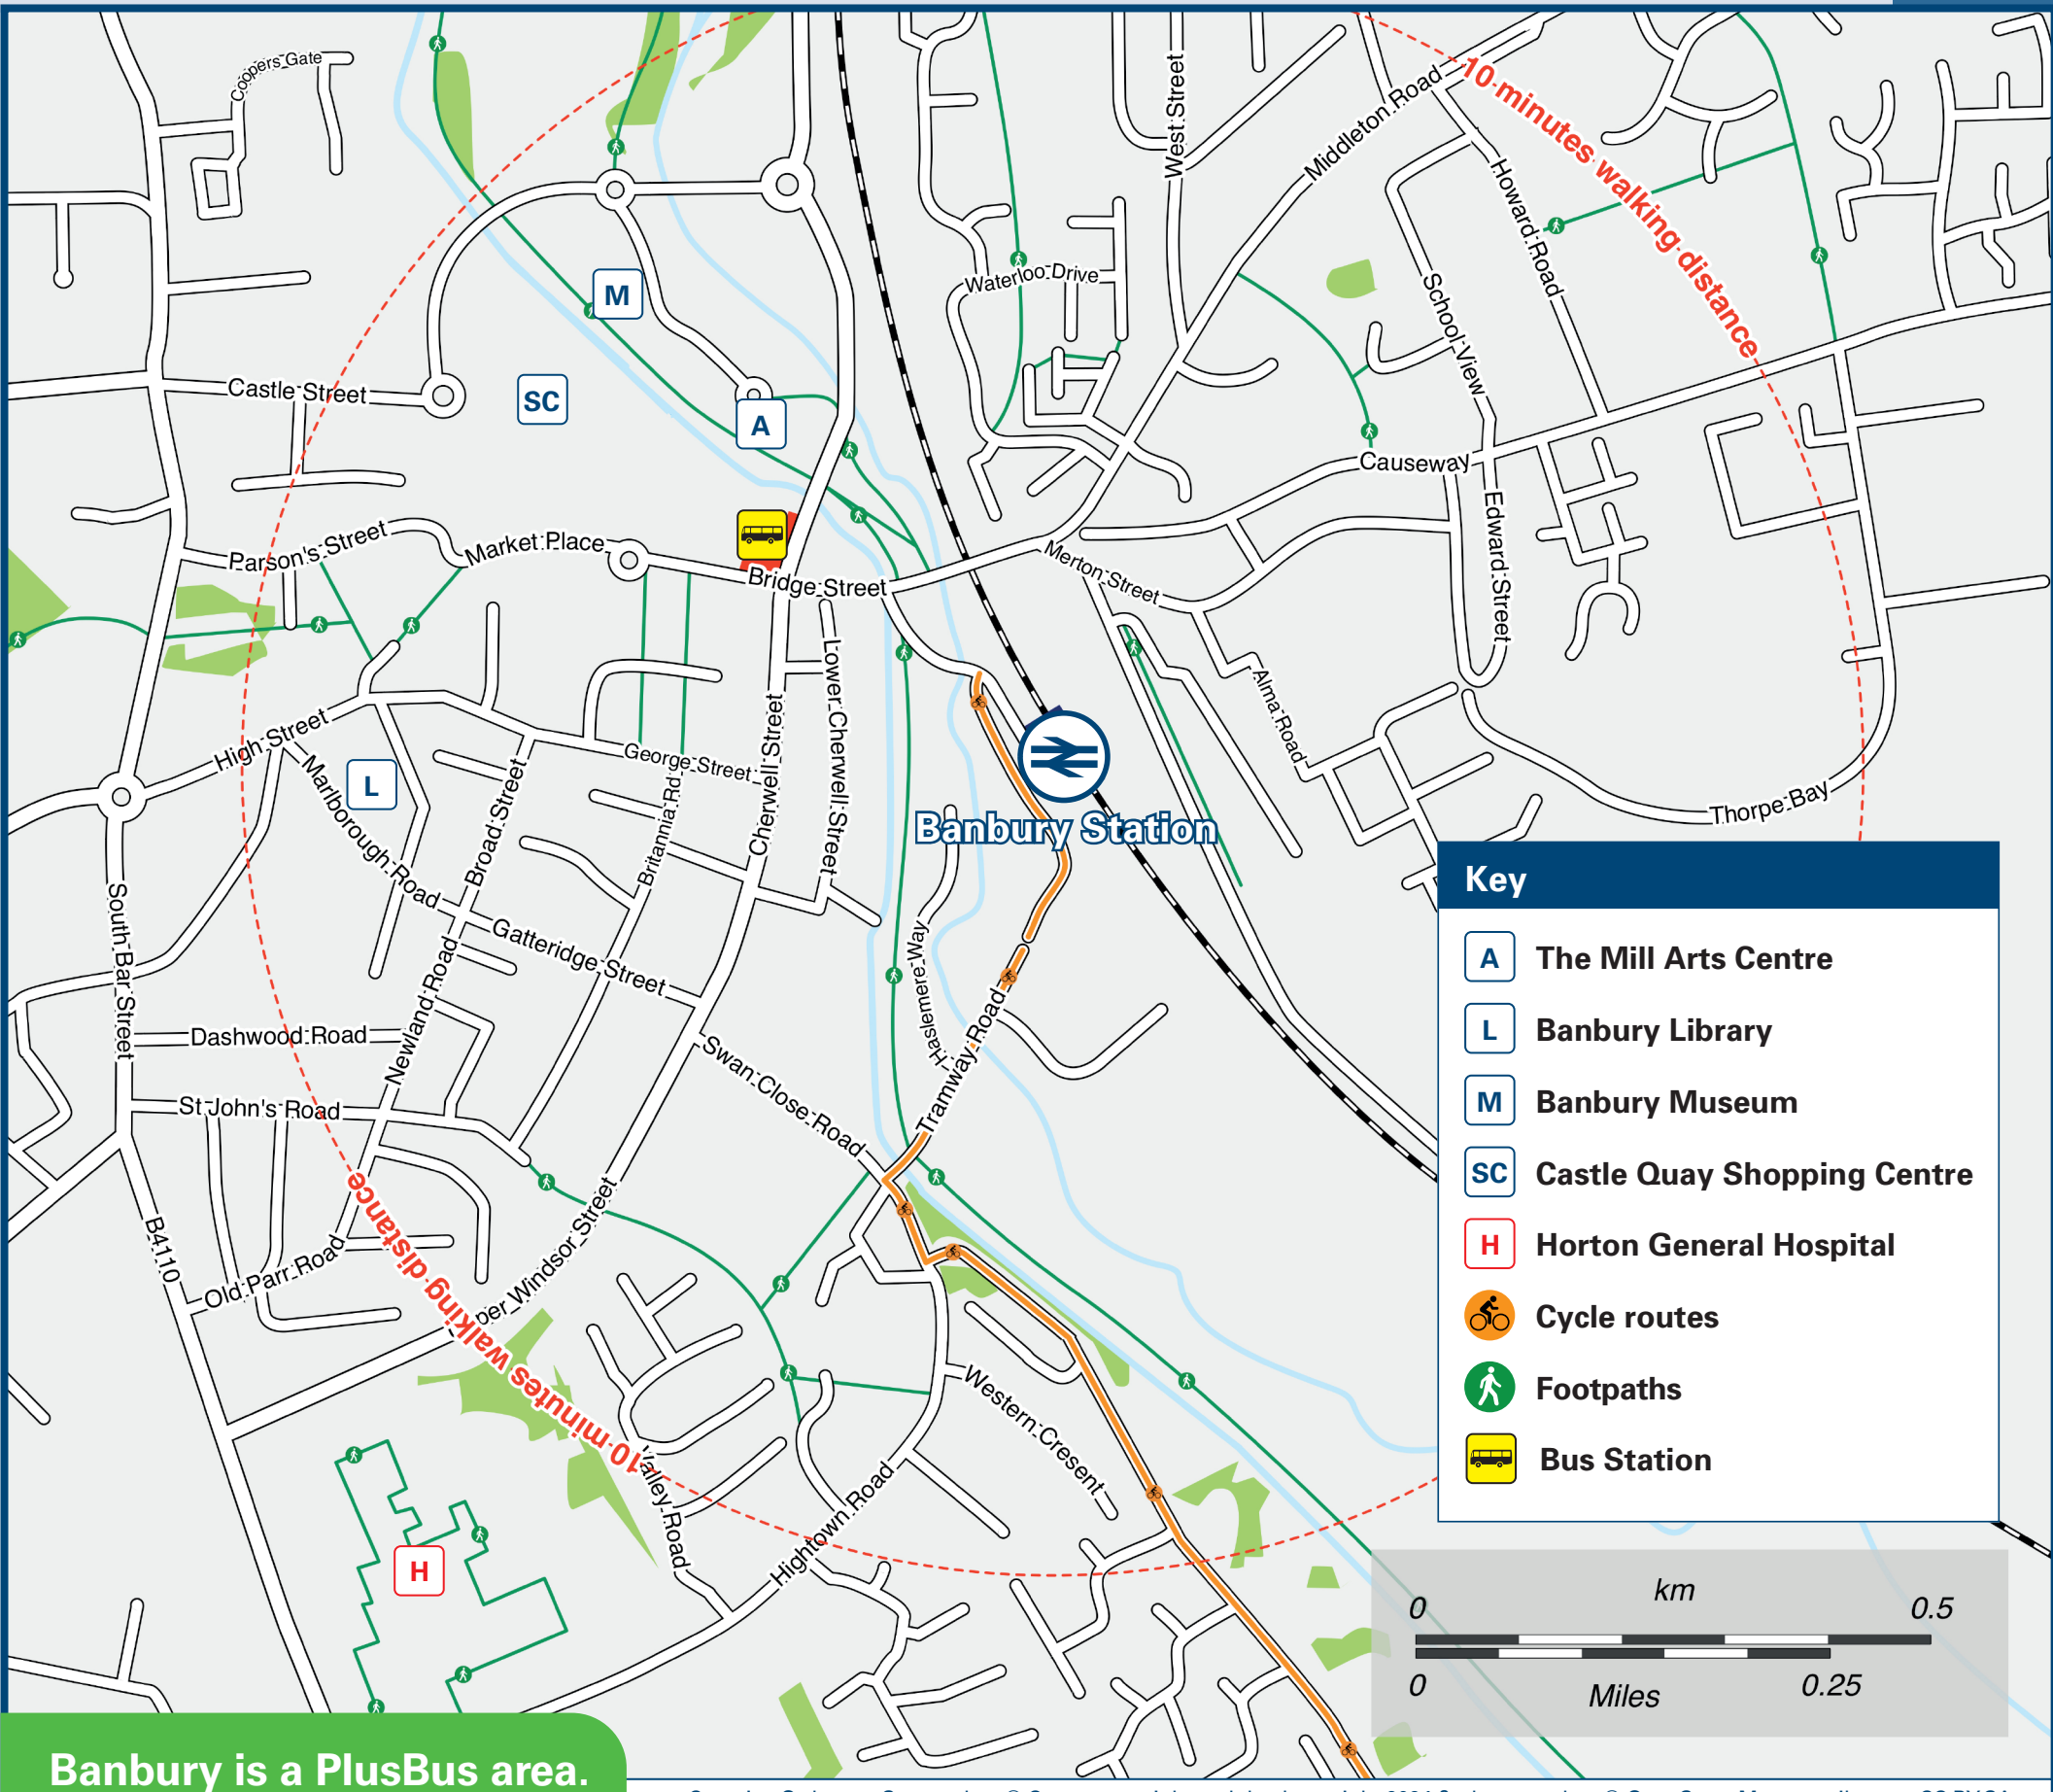 Coopers Gate
West Street
Middleton Road
10 minutes walking distance
Howard Road
Waterloo Drive
School View
M
Castle Street
SC
A
Causeway
Parson's Street
Market Place
Bridge Street
Merton Street
Edward Street
Lower Cherwell Street
Alma Road
High Street
George Street
Cherwell Street
L
Marlborough Road
Broad Street
Britannia Rd
Banbury Station
Thorpe Bay
South Bar Street
Gatteridge Street
Newland Road
Haslemere Way
Dashwood Road
Tramway Road
Swan Close Road
St John's Road
B4110
Old Parr Road
per Windsor Street
10 minutes walking distance
Western Cresent
Valley Road
Hightown Road
H
Key
A The Mill Arts Centre
L Banbury Library
M Banbury Museum
SC Castle Quay Shopping Centre
H Horton General Hospital
Cycle routes
Footpaths
Bus Station
km
0 0.5
0 0.25
Miles
Banbury is a PlusBus area.